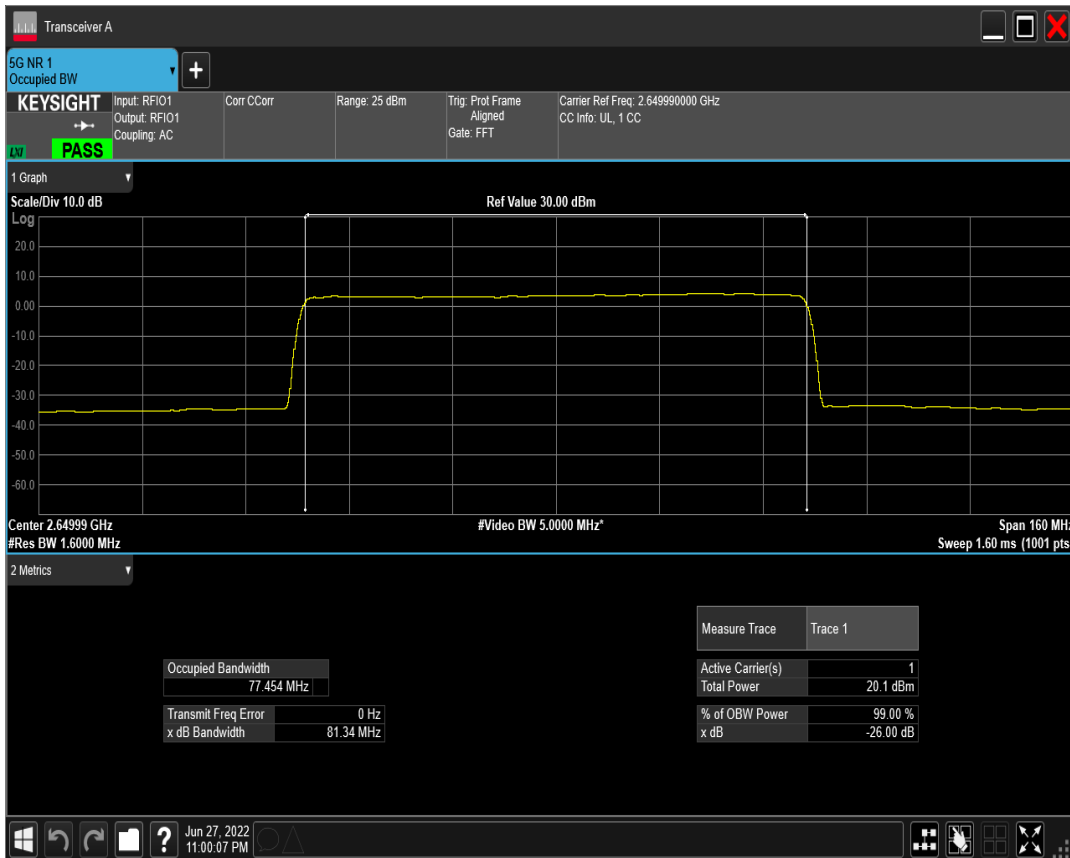 Transceiver A
5G NR 1
Occupied BW
KEYSIGHT
LXI
PASS
Input: RFIO1
Output: RFIO1
Coupling: AC
Corr CCorr
Range: 25 dBm
Trig: Prot Frame
Aligned
Gate: FFT
Carrier Ref Freq: 2.649990000 GHz
CC Info: UL, 1 CC
1 Graph
Scale/Div 10.0 dB
Ref Value 30.00 dBm
Log
20.0
10.0
0.00
-10.0
-20.0
-30.0
-40.0
-50.0
-60.0
Center 2.64999 GHz
#Video BW 5.0000 MHz*
Span 160 MHz
#Res BW 1.6000 MHz
Sweep 1.60 ms (1001 pts
2 Metrics
Measure Trace Trace 1
Occupied Bandwidth
77.454 MHz
Active Carrier(s) 1
Total Power 20.1 dBm
Transmit Freq Error 0 Hz
x dB Bandwidth 81.34 MHz
% of OBW Power 99.00 %
x dB -26.00 dB
?
Jun 27, 2022
11:00:07 PM